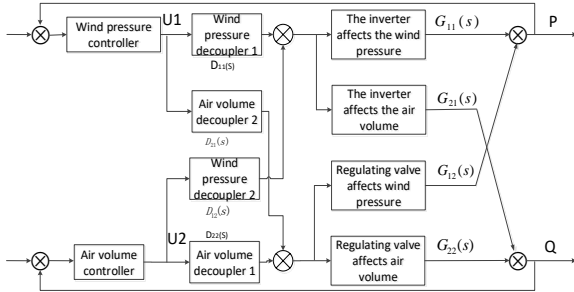 Wind pressure
controller
U1
Wind
pressure
decoupler 1
D11(S)
The inverter
affects the wind
pressure
G11(s)
P
Air volume
decoupler 2
D21(s)
The inverter
affects the air
volume
G21(s)
Wind
pressure
decoupler 2
D12(s)
Regulating valve
affects wind
pressure
G12(s)
Air volume
controller
U2
D22(S)
Air volume
decoupler 1
Regulating valve
affects air
volume
G22(s)
Q